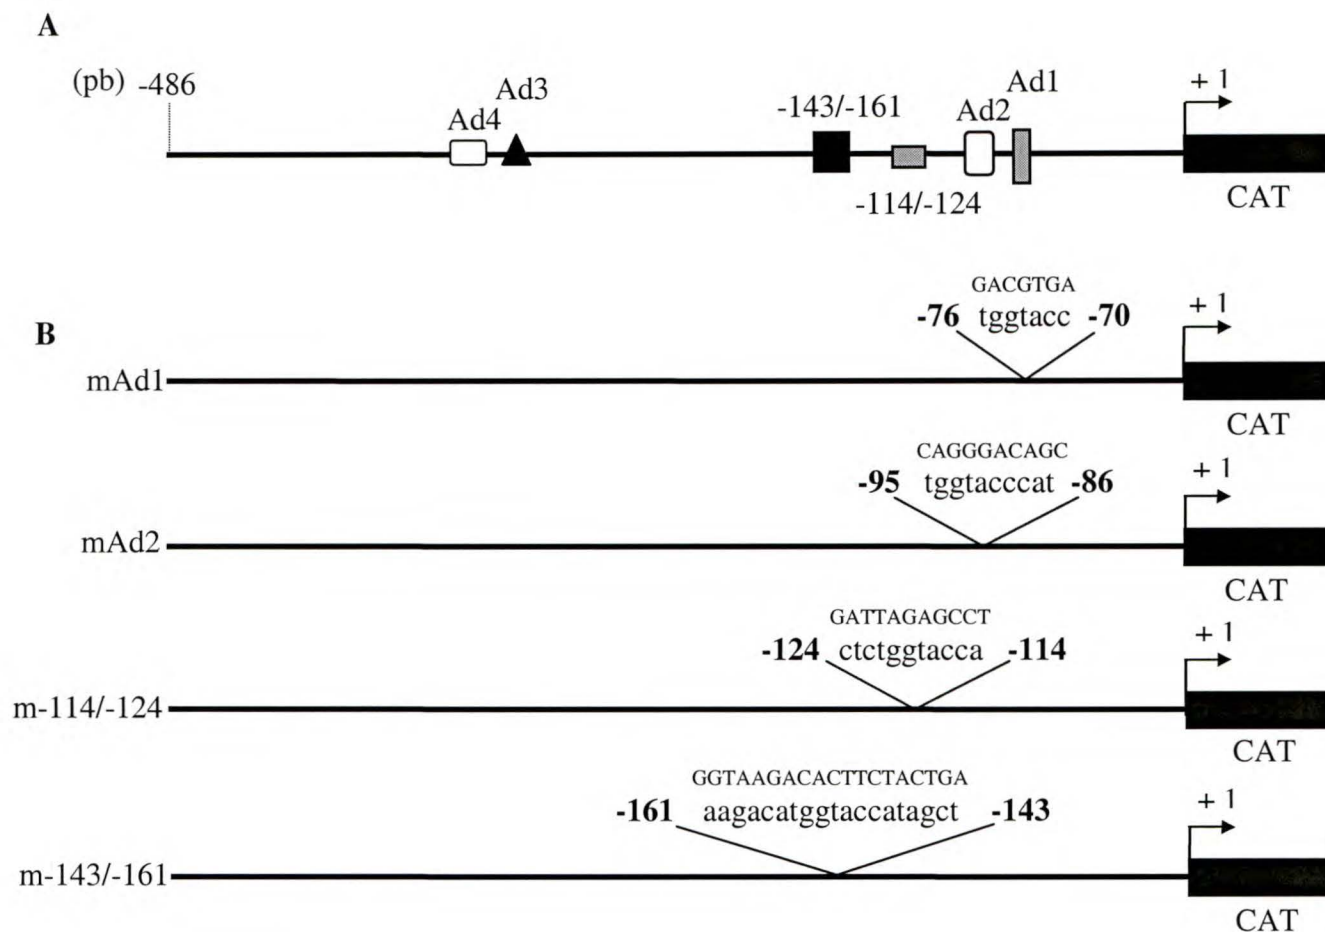 A
(pb) -486
Ad4
Ad3
-143/-161
-114/-124
Ad2
Ad1
+ 1
CAT
B
mAd1
GACGTGA
-76 tggtacc -70
+ 1
CAT
mAd2
CAGGGACAGC
-95 tggtacccat -86
+ 1
CAT
m-114/-124
GATTAGAGCCT
-124 ctctggtacca -114
+ 1
CAT
m-143/-161
GGTAAGACACTTCTACTGA
-161 aagacatggtaccatagct -143
+ 1
CAT